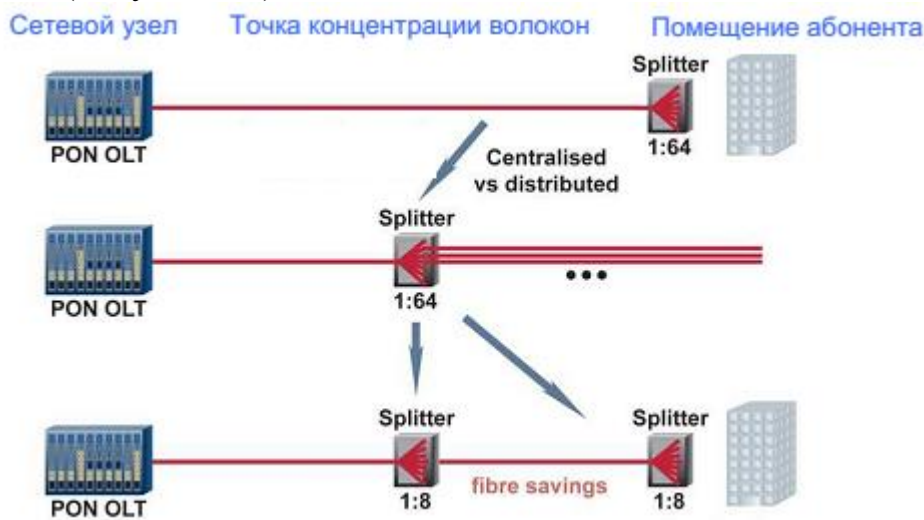 Сетевой узел
Точка концентрации волокон
Помещение абонента
Splitter
PON OLT
1:64
Centralised
vs distributed
Splitter
PON OLT
1:64
Splitter
Splitter
PON OLT
1:8
fibre savings
1:8